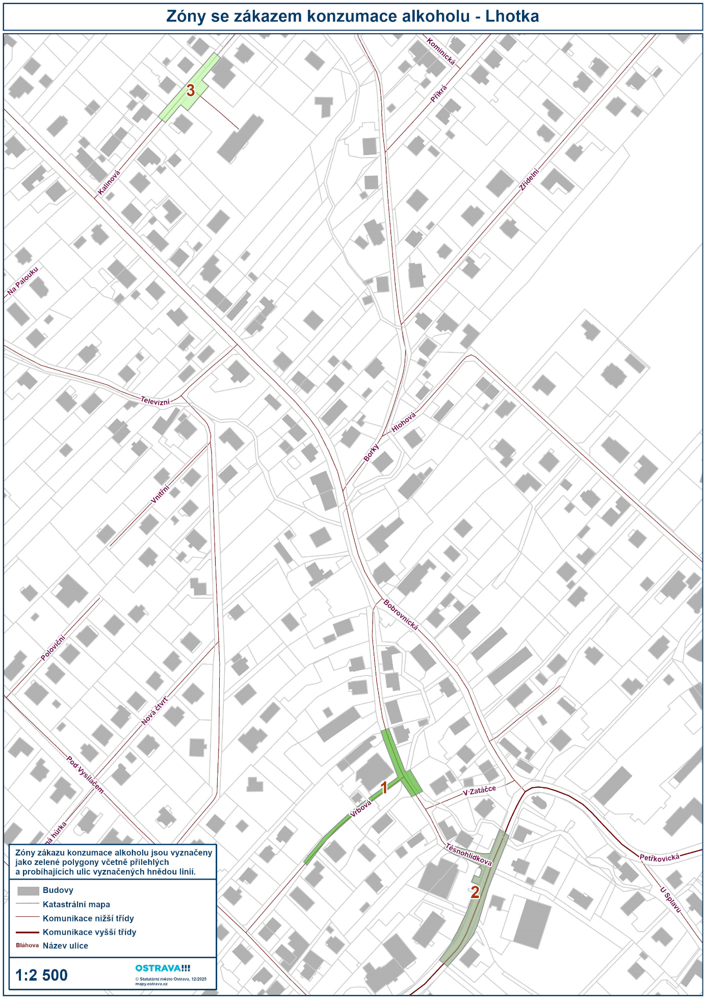 Zóny se zákazem konzumace alkoholu - Lhotka
Kominická
Příkrá
3
Zřídelní
Kalinová
Na Palouku
Televizní
Hlohová
Borky
Vnitřní
Bobrovnická
Poloviční
Nová čtvrť
Pod Vysílačem
1
V Zatáčce
Vrbová
ná hůrka
Těsnohlídkova
Petřkovická
2
U Splavu
Zóny zákazu konzumace alkoholu jsou vyznačeny
jako zelené polygony včetně přilehlých
a probíhajících ulic vyznačených hnědou linií.
Budovy
Katastrální mapa
Komunikace nižší třídy
Komunikace vyšší třídy
Bláhova Název ulice
1:2 500
OSTRAVA!!!
© Statutární město Ostrava, 12/2025
mapy.ostrava.cz